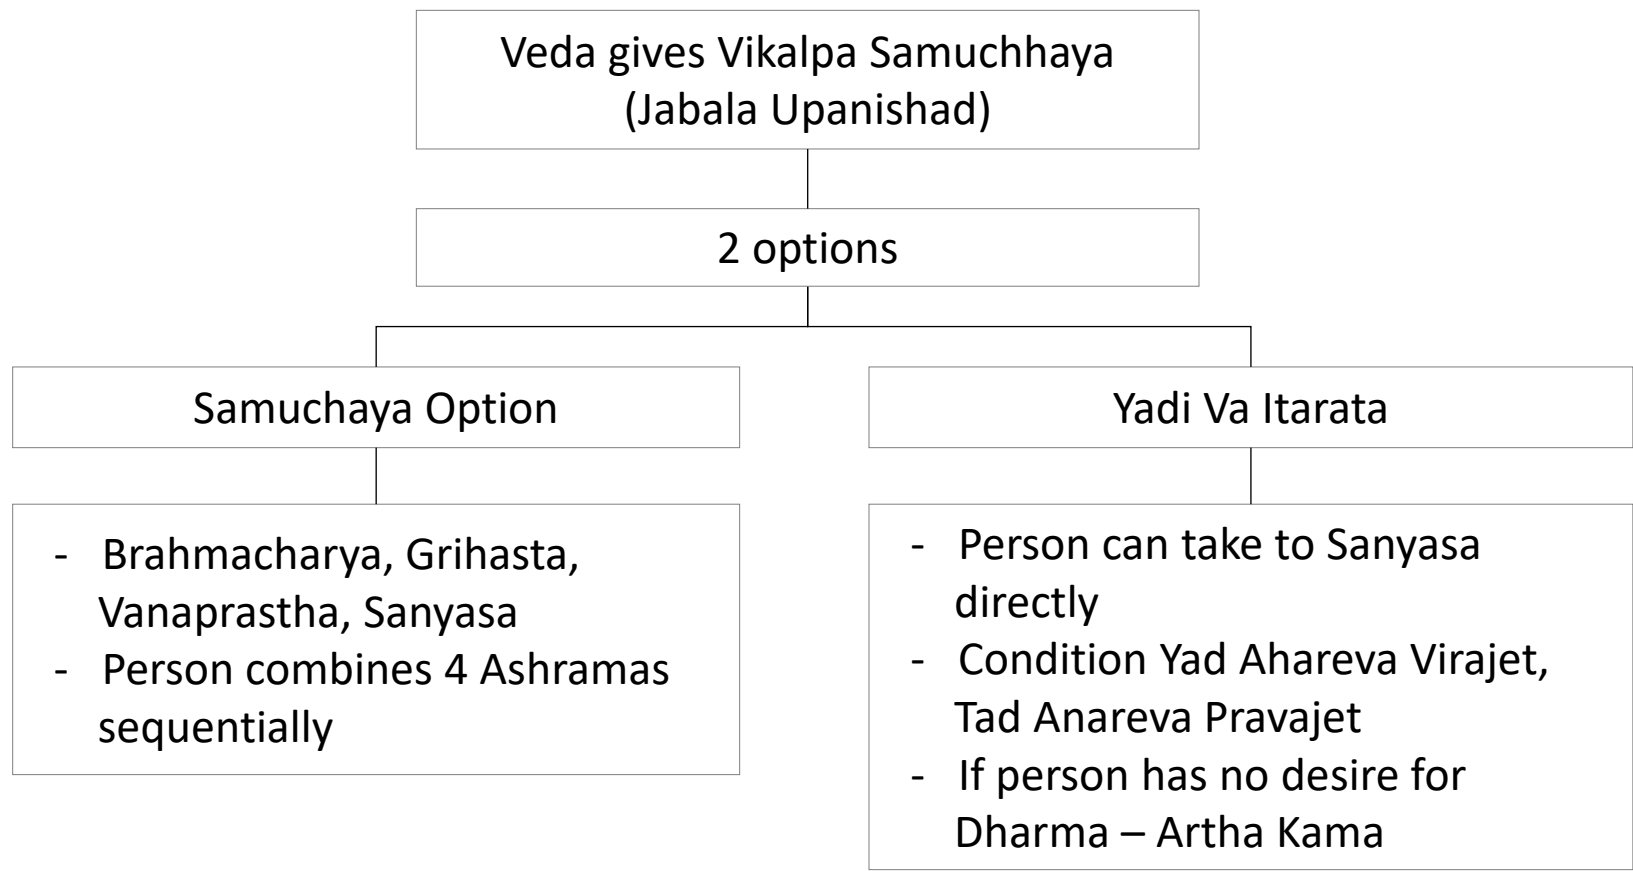 Veda gives Vikalpa Samuchhaya
(Jabala Upanishad)
2 options
Samuchaya Option
Yadi Va Itarata
- Brahmacharya, Grihasta,
Vanaprastha, Sanyasa
- Person combines 4 Ashramas
sequentially
- Person can take to Sanyasa
directly
- Condition Yad Ahareva Virajet,
Tad Anareva Pravajet
- If person has no desire for
Dharma – Artha Kama